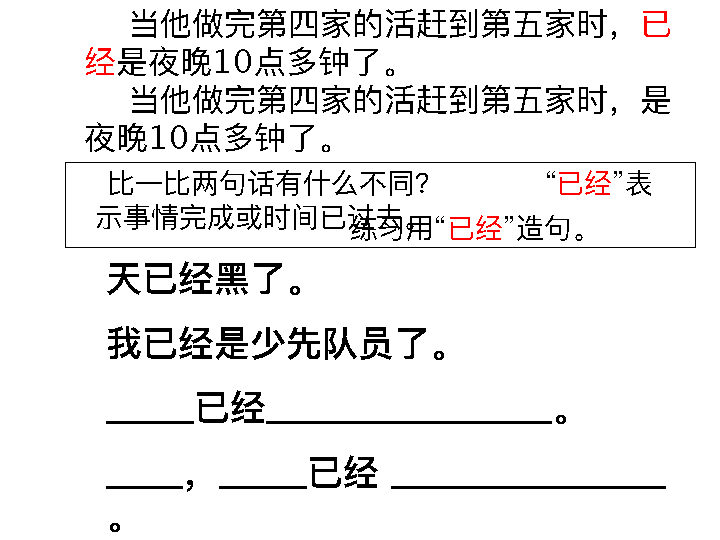 当他做完第四家的活赶到第五家时，已
经是夜晚10点多钟了。
当他做完第四家的活赶到第五家时，是
夜晚10点多钟了。
比一比两句话有什么不同？ “已经”表
示事情完成或时间已过去。
练习用“已经”造句。
天已经黑了。
我已经是少先队员了。
_____已经_______________。
____，_____已经 _______________
。